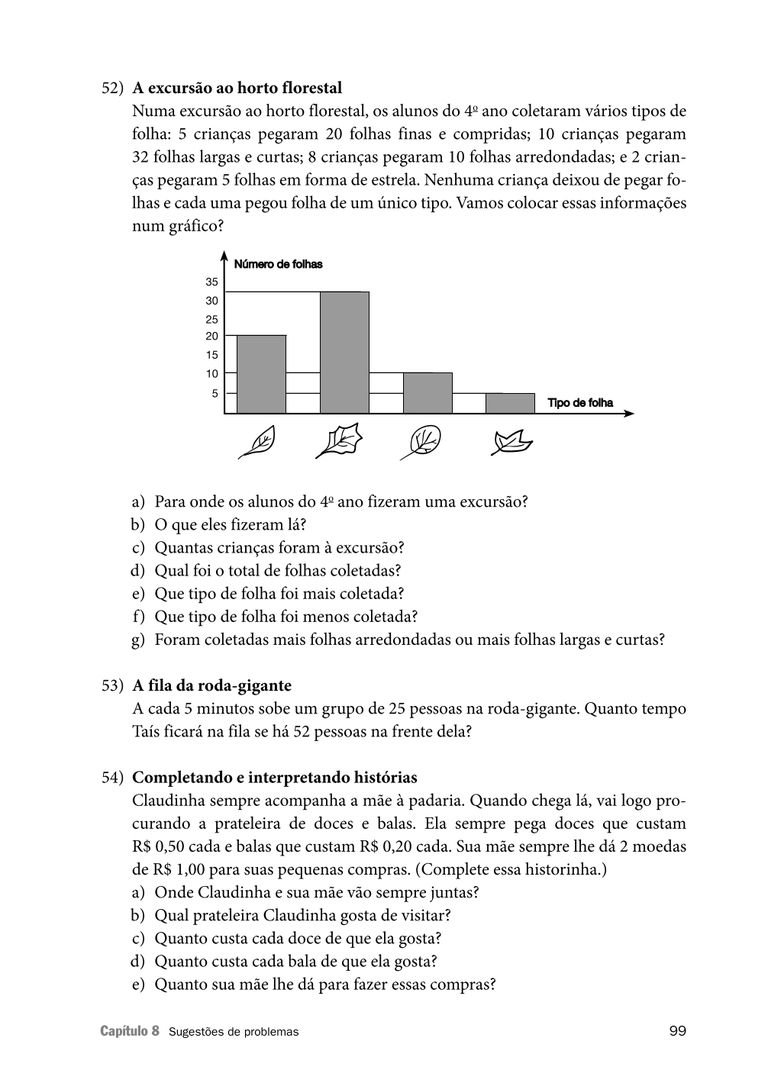 52) A excursão ao horto florestal
Numa excursão ao horto florestal, os alunos do 4º ano coletaram vários tipos de
folha: 5 crianças pegaram 20 folhas finas e compridas; 10 crianças pegaram
32 folhas largas e curtas; 8 crianças pegaram 10 folhas arredondadas; e 2 crian-
ças pegaram 5 folhas em forma de estrela. Nenhuma criança deixou de pegar fo-
lhas e cada uma pegou folha de um único tipo. Vamos colocar essas informações
num gráfico?
Número de folhas
35
30
25
20
15
10
5
Tipo de folha
a) Para onde os alunos do 4º ano fizeram uma excursão?
b) O que eles fizeram lá?
c) Quantas crianças foram à excursão?
d) Qual foi o total de folhas coletadas?
e) Que tipo de folha foi mais coletada?
f) Que tipo de folha foi menos coletada?
g) Foram coletadas mais folhas arredondadas ou mais folhas largas e curtas?
53) A fila da roda-gigante
A cada 5 minutos sobe um grupo de 25 pessoas na roda-gigante. Quanto tempo
Taís ficará na fila se há 52 pessoas na frente dela?
54) Completando e interpretando histórias
Claudinha sempre acompanha a mãe à padaria. Quando chega lá, vai logo pro-
curando a prateleira de doces e balas. Ela sempre pega doces que custam
R$ 0,50 cada e balas que custam R$ 0,20 cada. Sua mãe sempre lhe dá 2 moedas
de R$ 1,00 para suas pequenas compras. (Complete essa historinha.)
a) Onde Claudinha e sua mãe vão sempre juntas?
b) Qual prateleira Claudinha gosta de visitar?
c) Quanto custa cada doce de que ela gosta?
d) Quanto custa cada bala de que ela gosta?
e) Quanto sua mãe lhe dá para fazer essas compras?
Capítulo 8 Sugestões de problemas 99